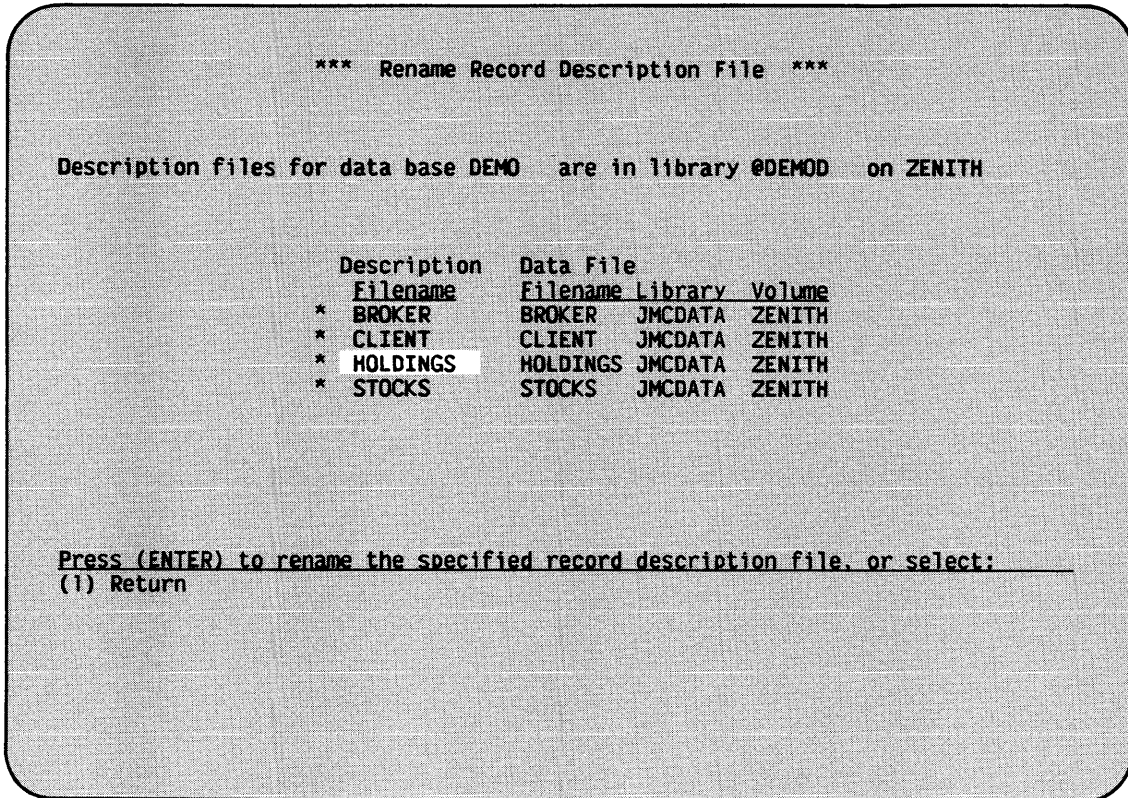 *** Rename Record Description File ***
Description files for data base DEMO are in library @DEMOD on ZENITH
Description Data File
Filename Filename Library Volume
* BROKER BROKER JMCDATA ZENITH
* CLIENT CLIENT JMCDATA ZENITH
* HOLDINGS HOLDINGS JMCDATA ZENITH
* STOCKS STOCKS JMCDATA ZENITH
Press (ENTER) to rename the specified record description file, or select:
(1) Return